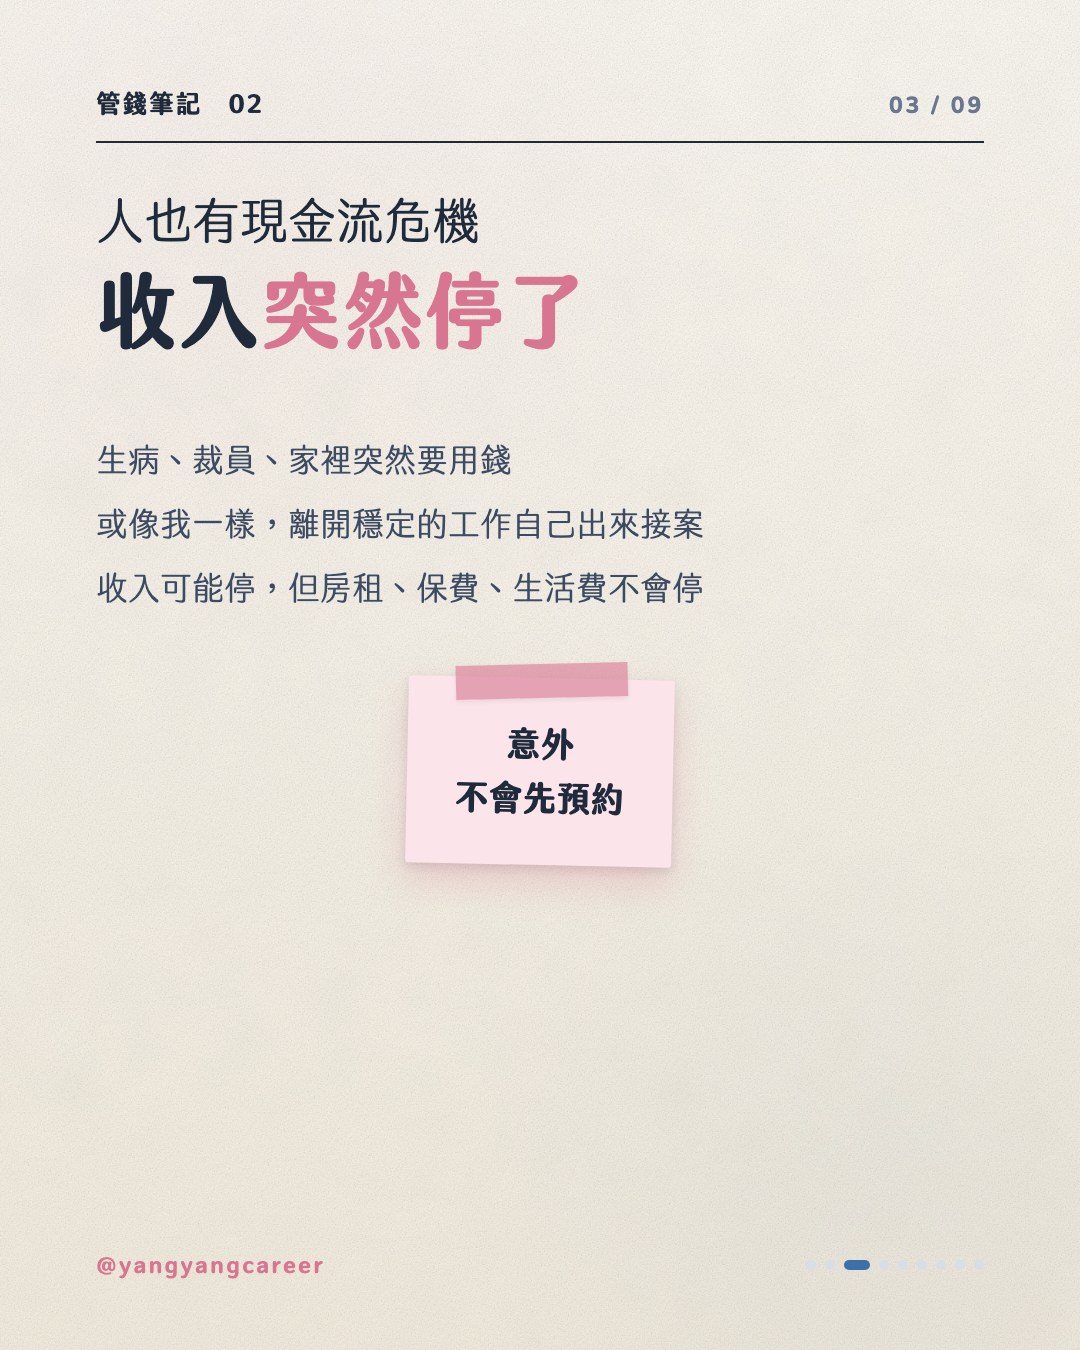 管錢筆記 02
03 / 09
人也有現金流危機
收入突然停了
生病、裁員、家裡突然要用錢
或像我一樣，離開穩定的工作自己出來接案
收入可能停，但房租、保費、生活費不會停
意外
不會先預約
@yangyangcareer